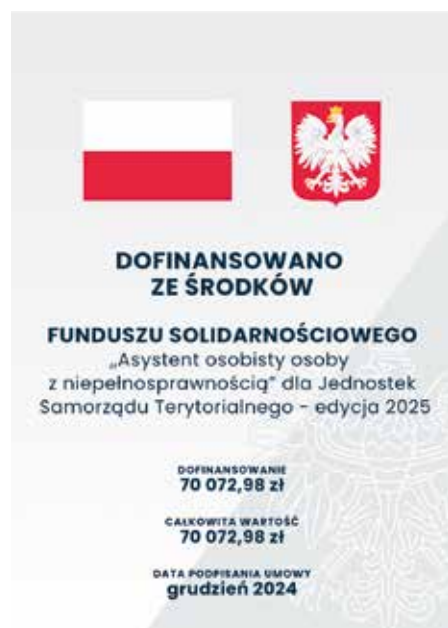 DOFINANSOWANO
ZE ŚRODKÓW
FUNDUSZU SOLIDARNOŚCIOWEGO
„Asystent osobisty osoby
z niepełnosprawnością” dla Jednostek
Samorządu Terytorialnego - edycja 2025
DOFINANSOWANIE
70 072,98 zł
CAŁKOWITA WARTOŚĆ
70 072,98 zł
DATA PODPISANIA UMOWY
grudzień 2024